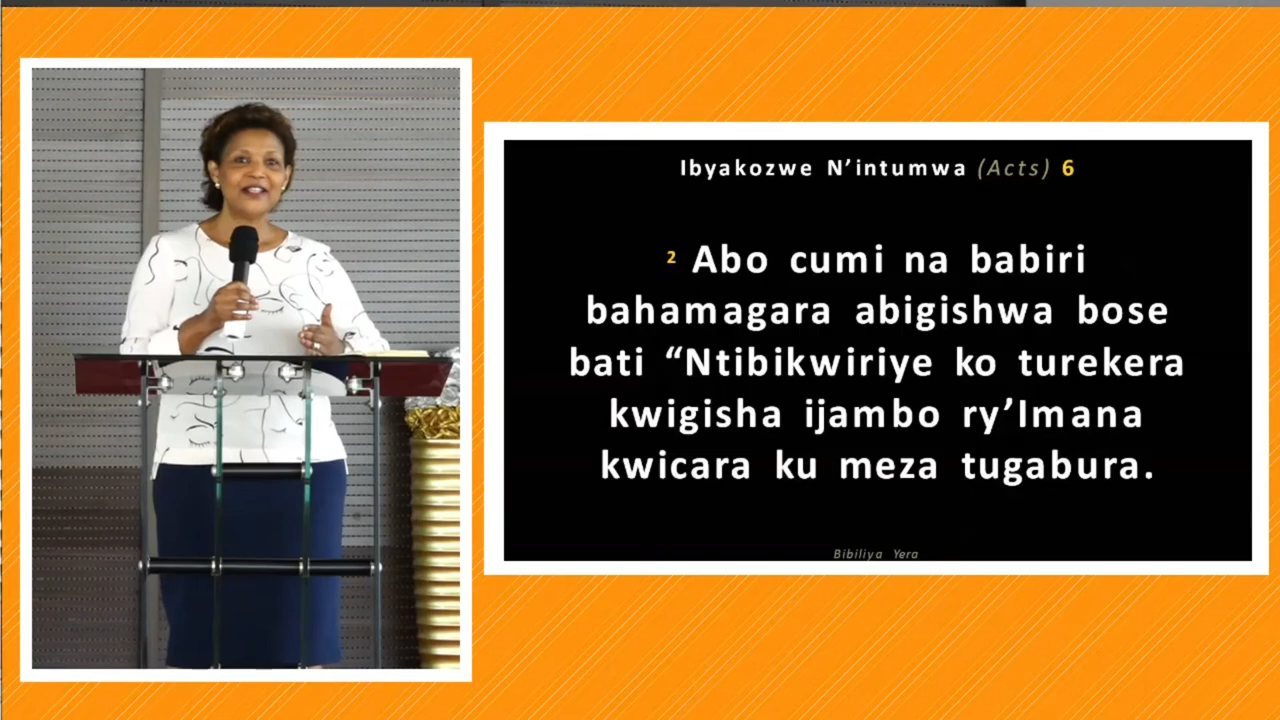 Ibyakozwe N’intumwa (Acts) 6
2 Abo cumi na babiri
bahamagara abigishwa bose
bati “Ntibikwiriye ko turekera
kwigisha ijambo ry’Imana
kwicara ku meza tugabura.
Bibiliya Yera